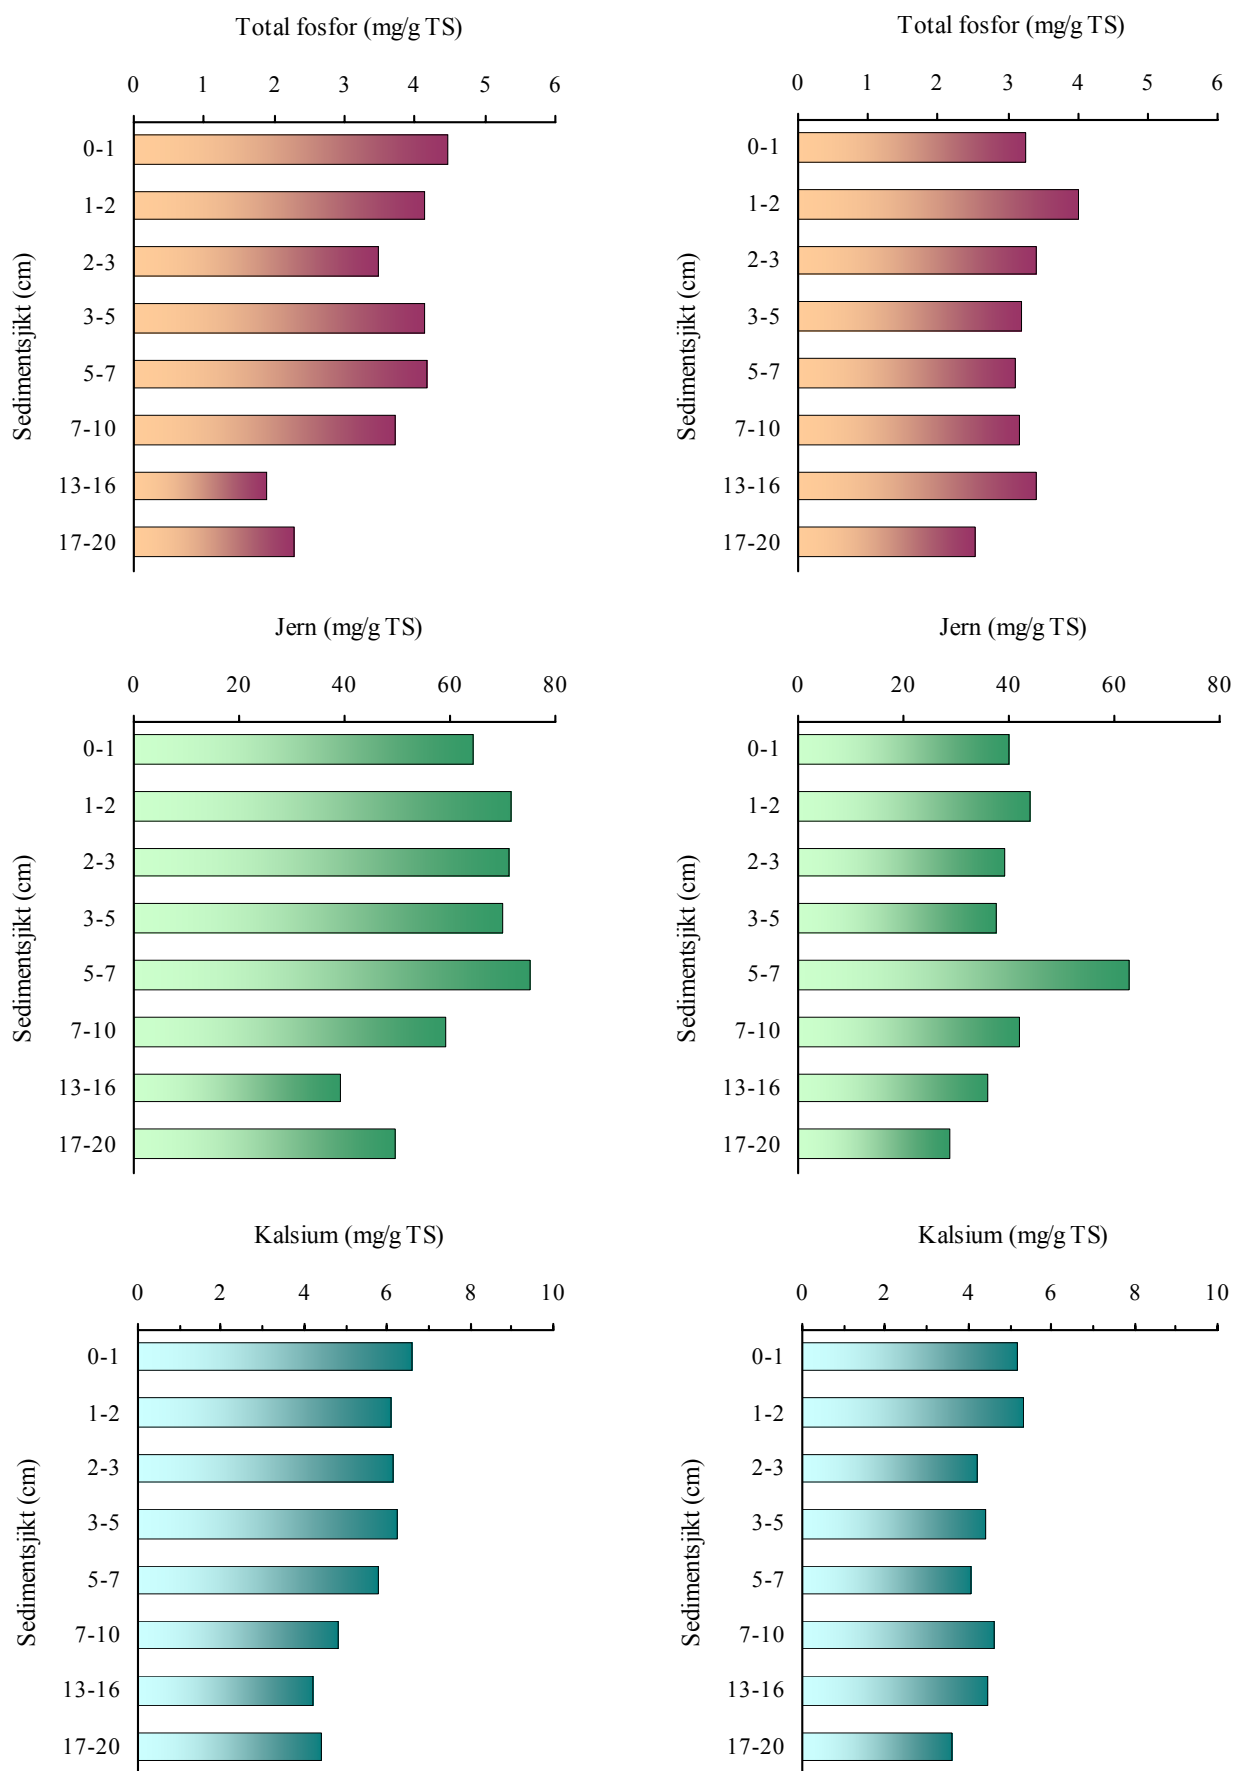 Total fosfor (mg/g TS)
0 1 2 3 4 5 6
Sedimentsjikt (cm)
0-1
1-2
2-3
3-5
5-7
7-10
13-16
17-20
Total fosfor (mg/g TS)
0 1 2 3 4 5 6
Sedimentsjikt (cm)
0-1
1-2
2-3
3-5
5-7
7-10
13-16
17-20
Jern (mg/g TS)
0 20 40 60 80
Sedimentsjikt (cm)
0-1
1-2
2-3
3-5
5-7
7-10
13-16
17-20
Jern (mg/g TS)
0 20 40 60 80
Sedimentsjikt (cm)
0-1
1-2
2-3
3-5
5-7
7-10
13-16
17-20
Kalsium (mg/g TS)
0 2 4 6 8 10
Sedimentsjikt (cm)
0-1
1-2
2-3
3-5
5-7
7-10
13-16
17-20
Kalsium (mg/g TS)
0 2 4 6 8 10
Sedimentsjikt (cm)
0-1
1-2
2-3
3-5
5-7
7-10
13-16
17-20